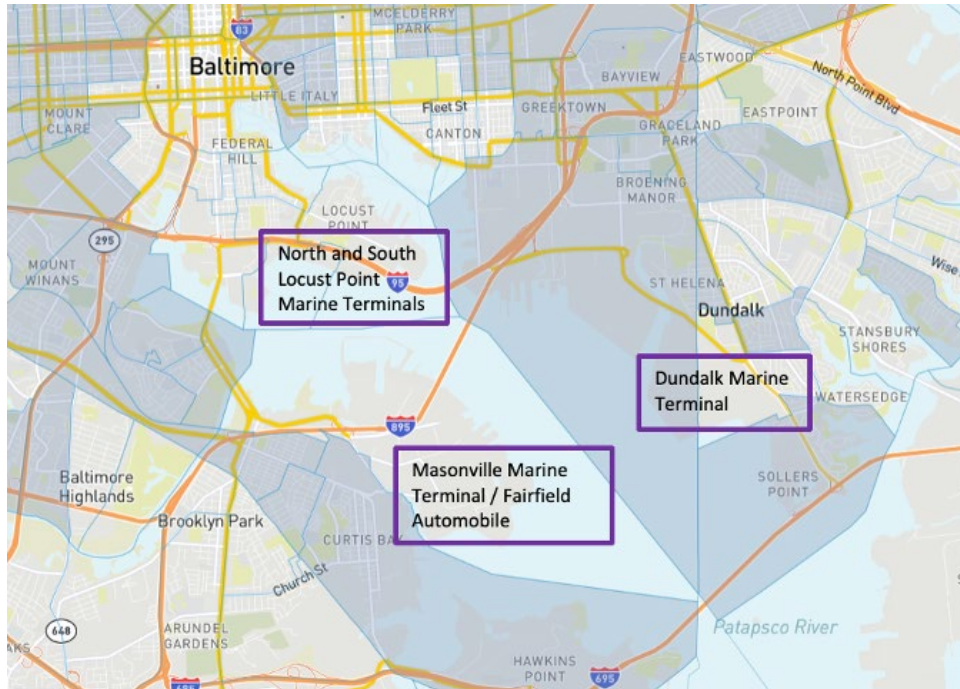 MCELDERRY
PARK
83
EASTWOOD
Baltimore
BAYVIEW
North Point Blvd
LITTLE ITALY
Fleet St
GREEKTOWN
EASTPOINT
MOUNT
CLARE
CANTON
GRACELAND
PARK
FEDERAL
HILL
BROENING
MANOR
LOCUST
POINT
295
North and South
Locust Point
Marine Terminals
95
MOUNT
WINANS
Wise
ST HELENA
Dundalk
STANSBURY
SHORES
Dundalk Marine
Terminal
WATERSEDGE
895
Masonville Marine
Terminal / Fairfield
Automobile
Baltimore
Highlands
SOLLERS
POINT
Brooklyn Park
CURTIS BAY
Church St
648
ARUNDEL
GARDENS
Patapsco River
OAKS
HAWKINS
POINT
695
695